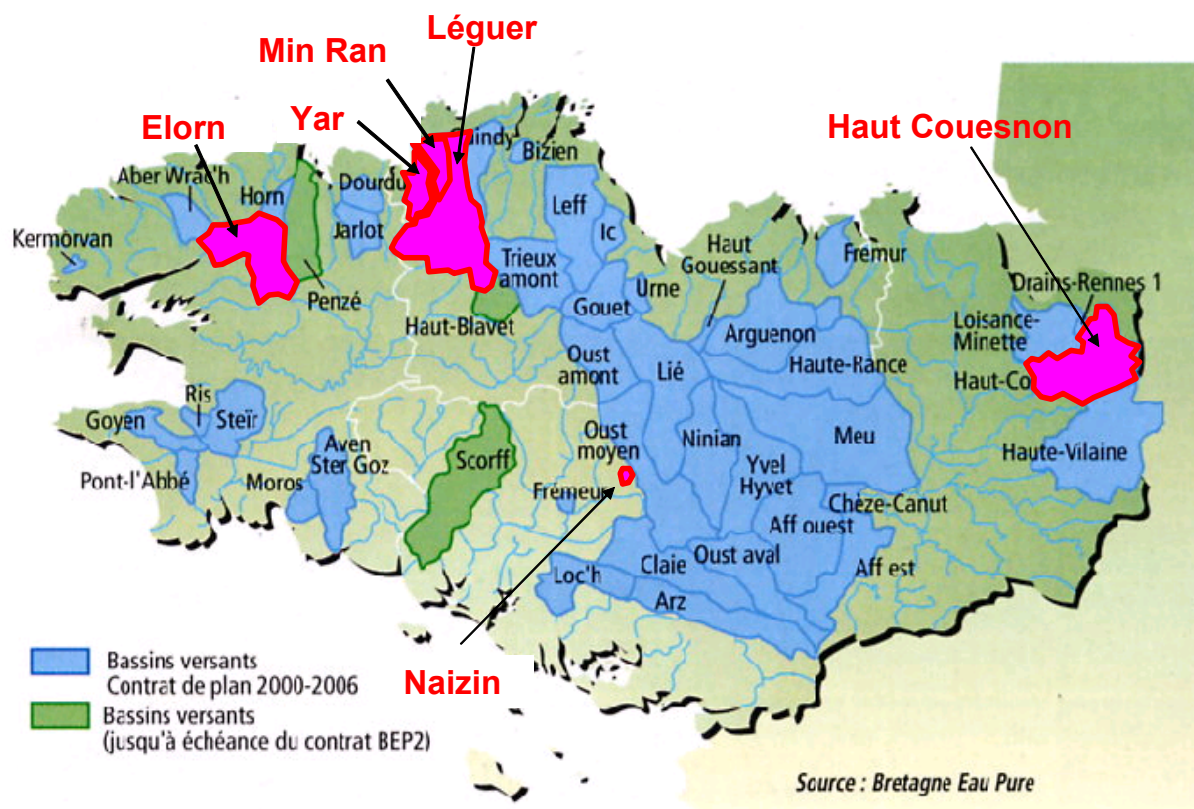 Léguer
Min Ran
Yar
Elorn
Haut Couesnon
Bizien
Aber Wrac'h
Horn
Dourdu
Leff
Kermorvan
Jarlot
Ic
Trieux
amont
Haut
Gouessant
Frémur
Penzé
Urne
Drains-Rennes 1
Gouet
Haut-Blavet
Arguenon
Loisance-
Minette
Oust
amont
Lié
Haute-Rance
Ris
Goyen
Steïr
Oust
moyen
Ninian
Meu
Haute-Vilaine
Aven
Ster Goz
Scorff
Yvel
Hyvet
Pont-l'Abbé
Moros
Frémeur
Chèze-Canut
Aff ouest
Oust aval
Claie
Aff est
Loc'h
Arz
Naizin
Bassins versants
Contrat de plan 2000-2006
Bassins versants
(jusqu'à échéance du contrat BEP2)
Source : Bretagne Eau Pure